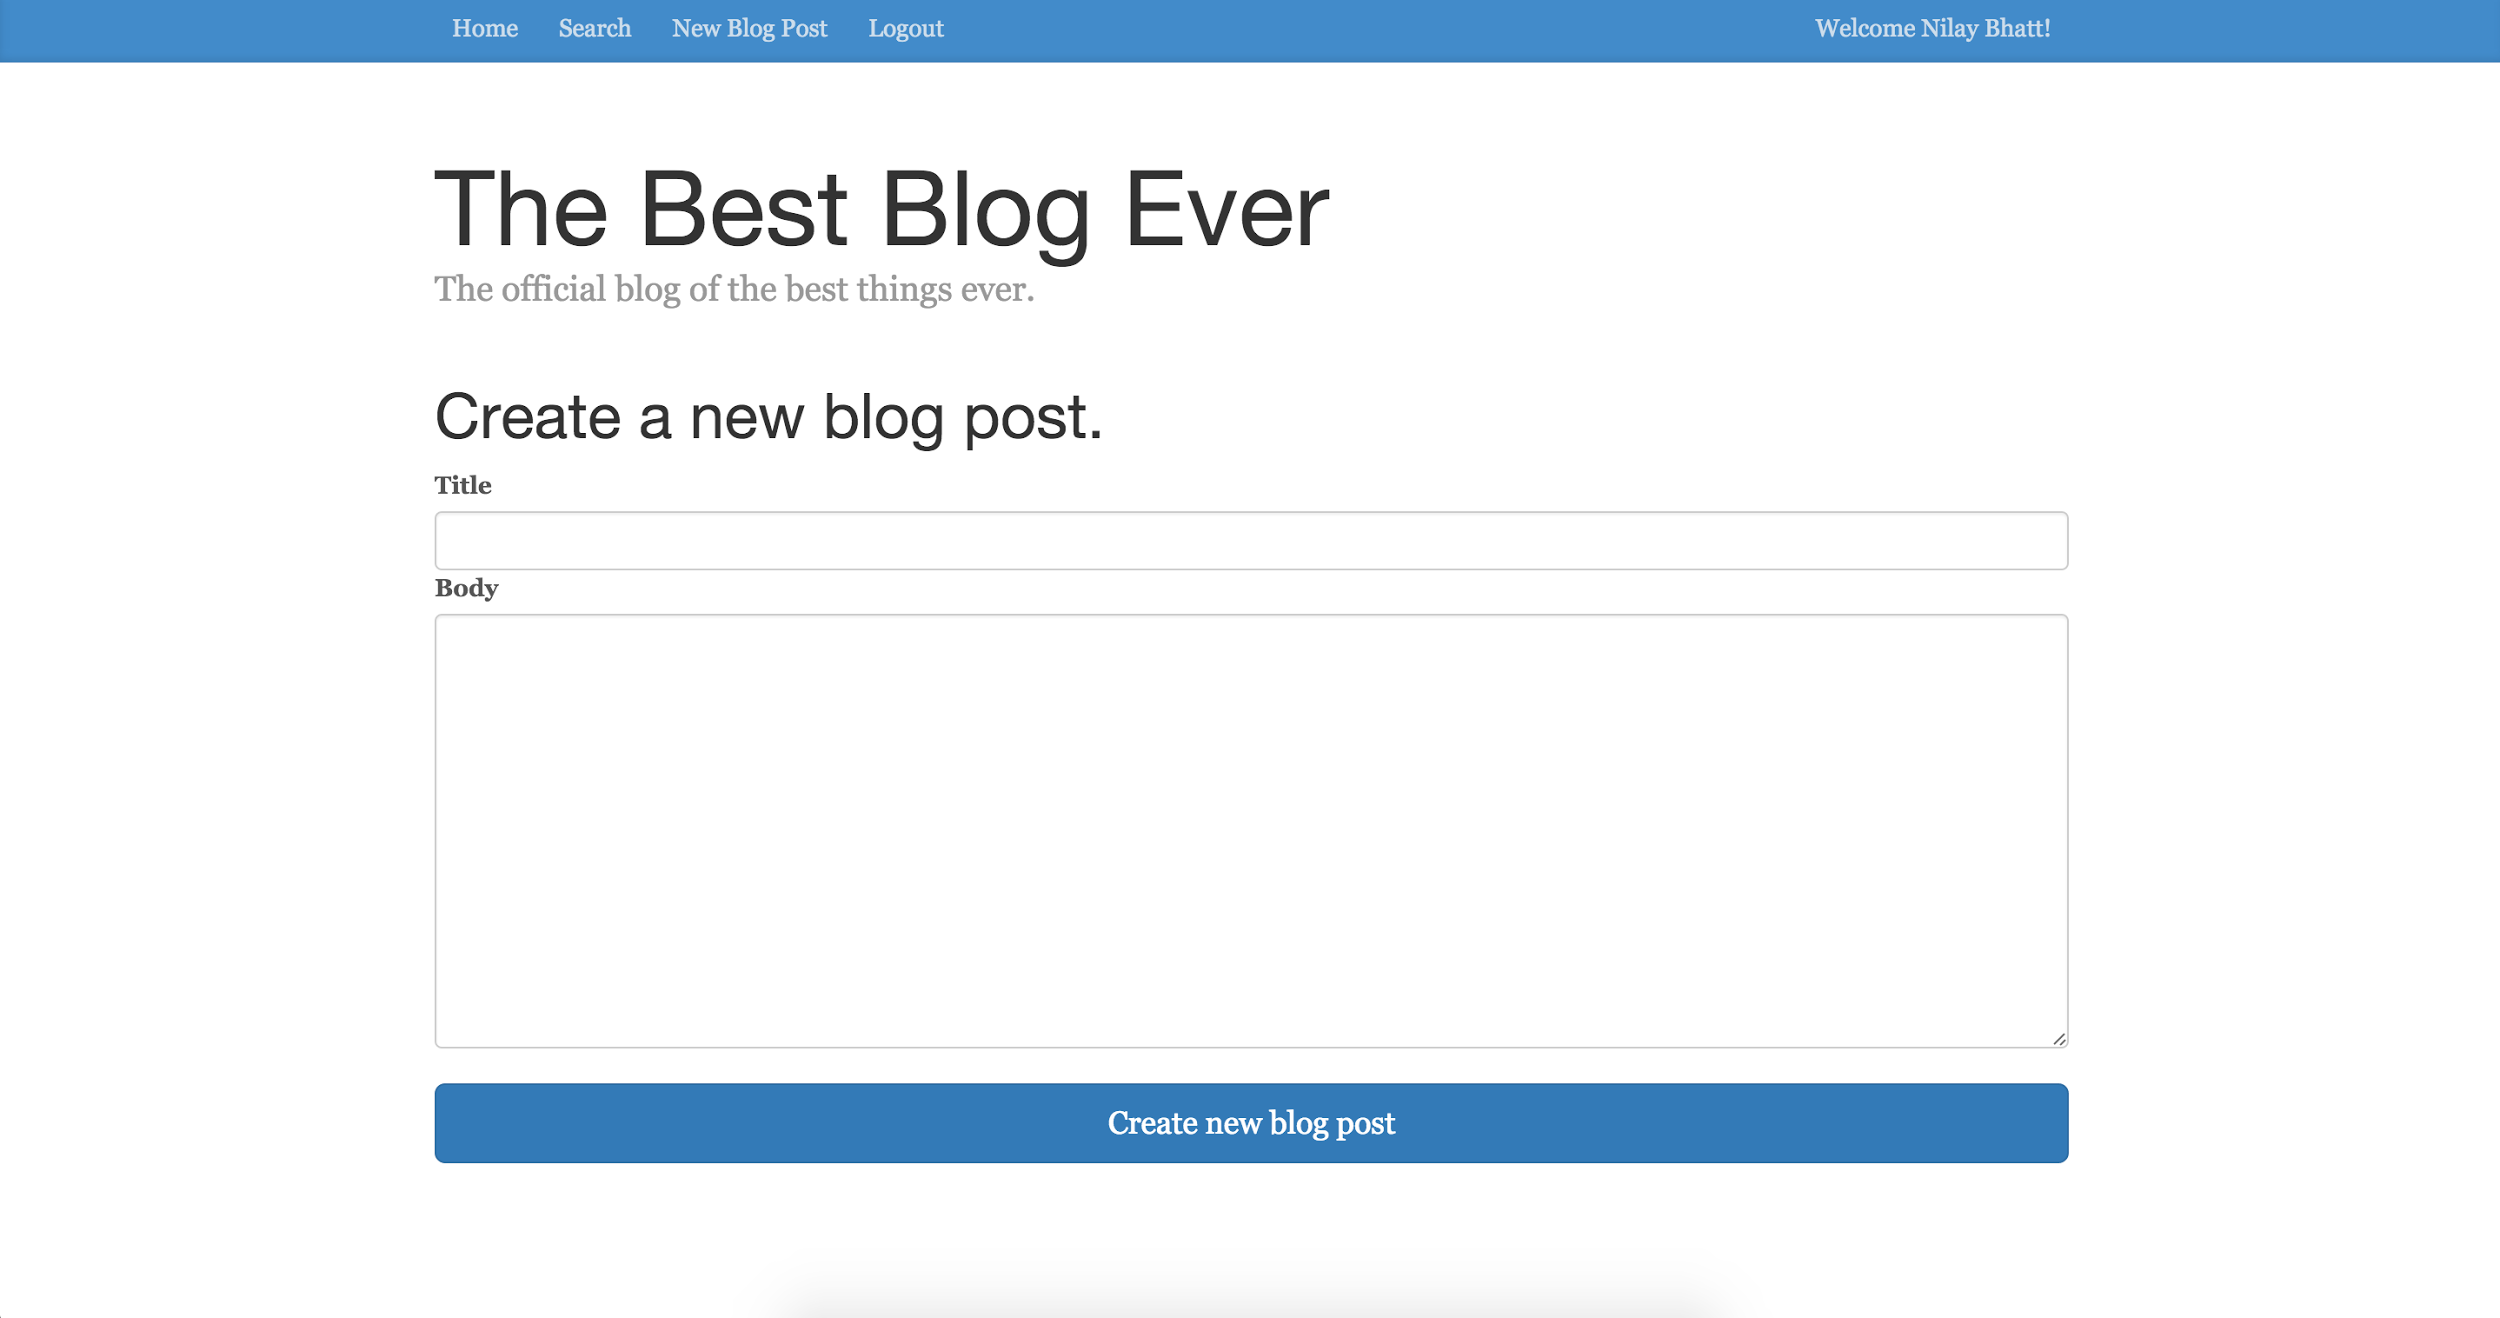 Home Search New Blog Post Logout Welcome Nilay Bhatt!
The Best Blog Ever
The official blog of the best things ever.
Create a new blog post.
Title
Body
Create new blog post